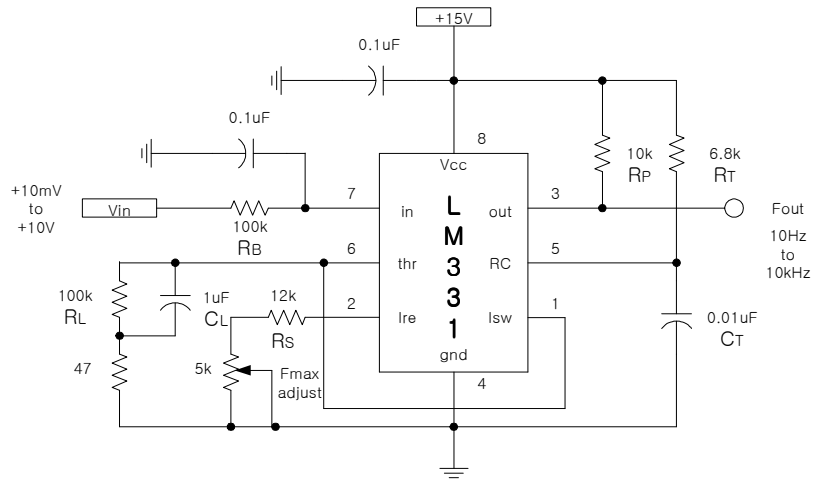 +15V
0.1uF
0.1uF
8
Vcc
10k
RP
6.8k
RT
+10mV
to
+10V
Vin
100k
RB
7
in
L
M
3
3
1
out
3
Fout
10Hz
to
10kHz
6
thr
RC
5
100k
RL
1uF
CL
12k
RS
2
Ire
Isw
1
0.01uF
CT
47
5k
Fmax
adjust
gnd
4